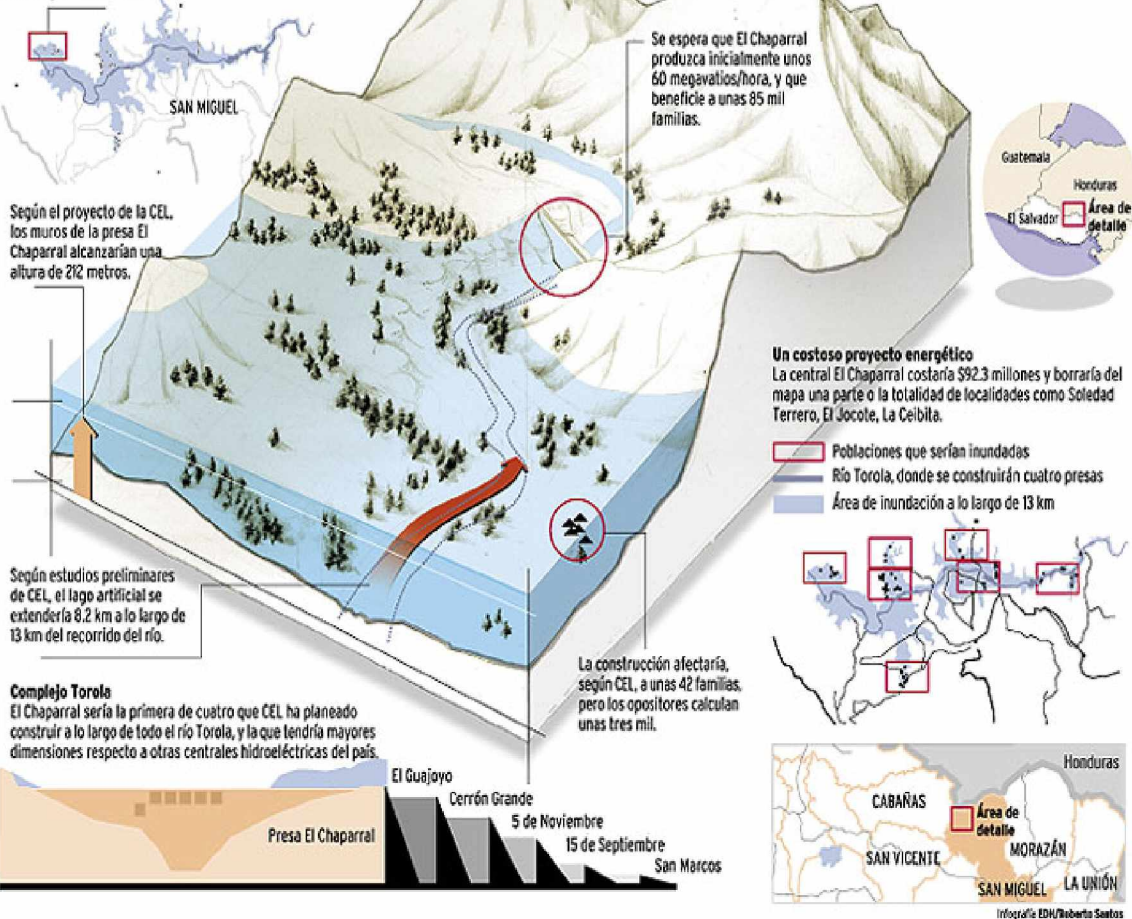 SAN MIGUEL
Se espera que El Chaparral
produzca inicialmente unos
60 megavatios/hora, y que
beneficie a unas 85 mil
familias.
Guatemala
Honduras
El Salvador
Área de
detalle
Según el proyecto de la CEL,
los muros de la presa El
Chaparral alcanzarían una
altura de 212 metros.
Un costoso proyecto energético
La central El Chaparral costaría $92.3 millones y borraría del
mapa una parte o la totalidad de localidades como Soledad
Terrero, El Jocote, La Ceibita.
Poblaciones que serían inundadas
Río Torola, donde se construirán cuatro presas
Área de inundación a lo largo de 13 km
Según estudios preliminares
de CEL, el lago artificial se
extendería 8.2 km a lo largo de
13 km del recorrido del río.
La construcción afectaría,
según CEL, a unas 42 familias,
pero los opositores calculan
unas tres mil.
Complejo Torola
El Chaparral sería la primera de cuatro que CEL ha planeado
construir a lo largo de todo el río Torola, y la que tendría mayores
dimensiones respecto a otras centrales hidroeléctricas del país.
El Guajoyo
Cerrón Grande
5 de Noviembre
15 de Septiembre
San Marcos
Presa El Chaparral
Honduras
CABAÑAS
Área de
detalle
SAN VICENTE
MORAZÁN
SAN MIGUEL
LA UNIÓN
Infografía EDH/Roberto Santos